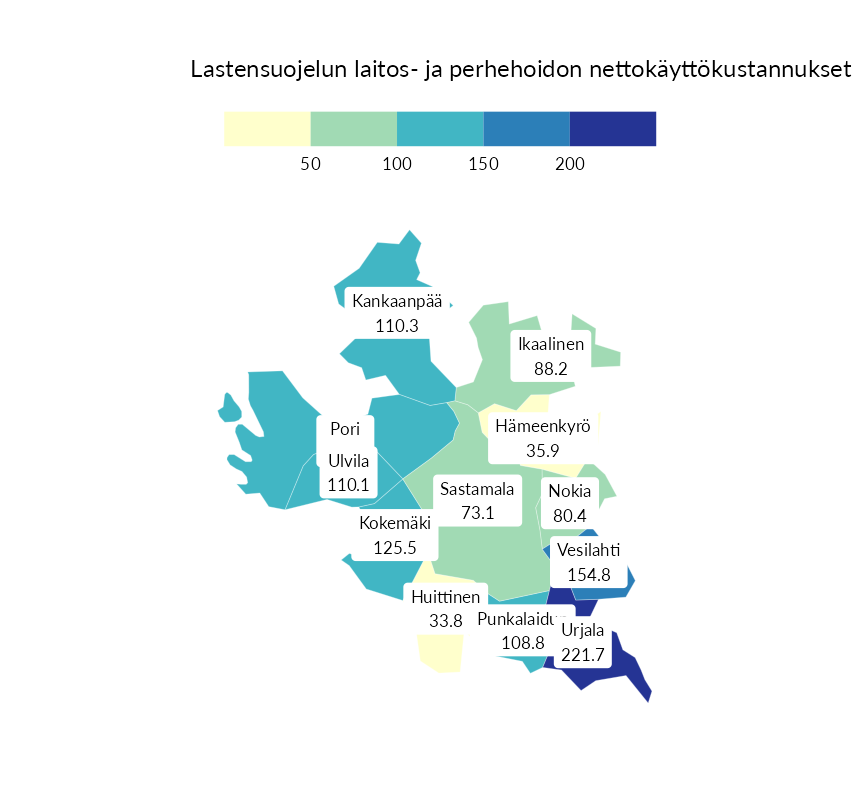 Lastensuojelun laitos- ja perhehoidon nettokäyttökustannukset
50 100 150 200
Kankaanpää
110.3
Ikaalinen
88.2
Hämeenkyrö
35.9
Pori
Ulvila
110.1
Sastamala
73.1
Nokia
80.4
Kokemäki
125.5
Vesilahti
154.8
Huittinen
33.8
108.8
Urjala
221.7